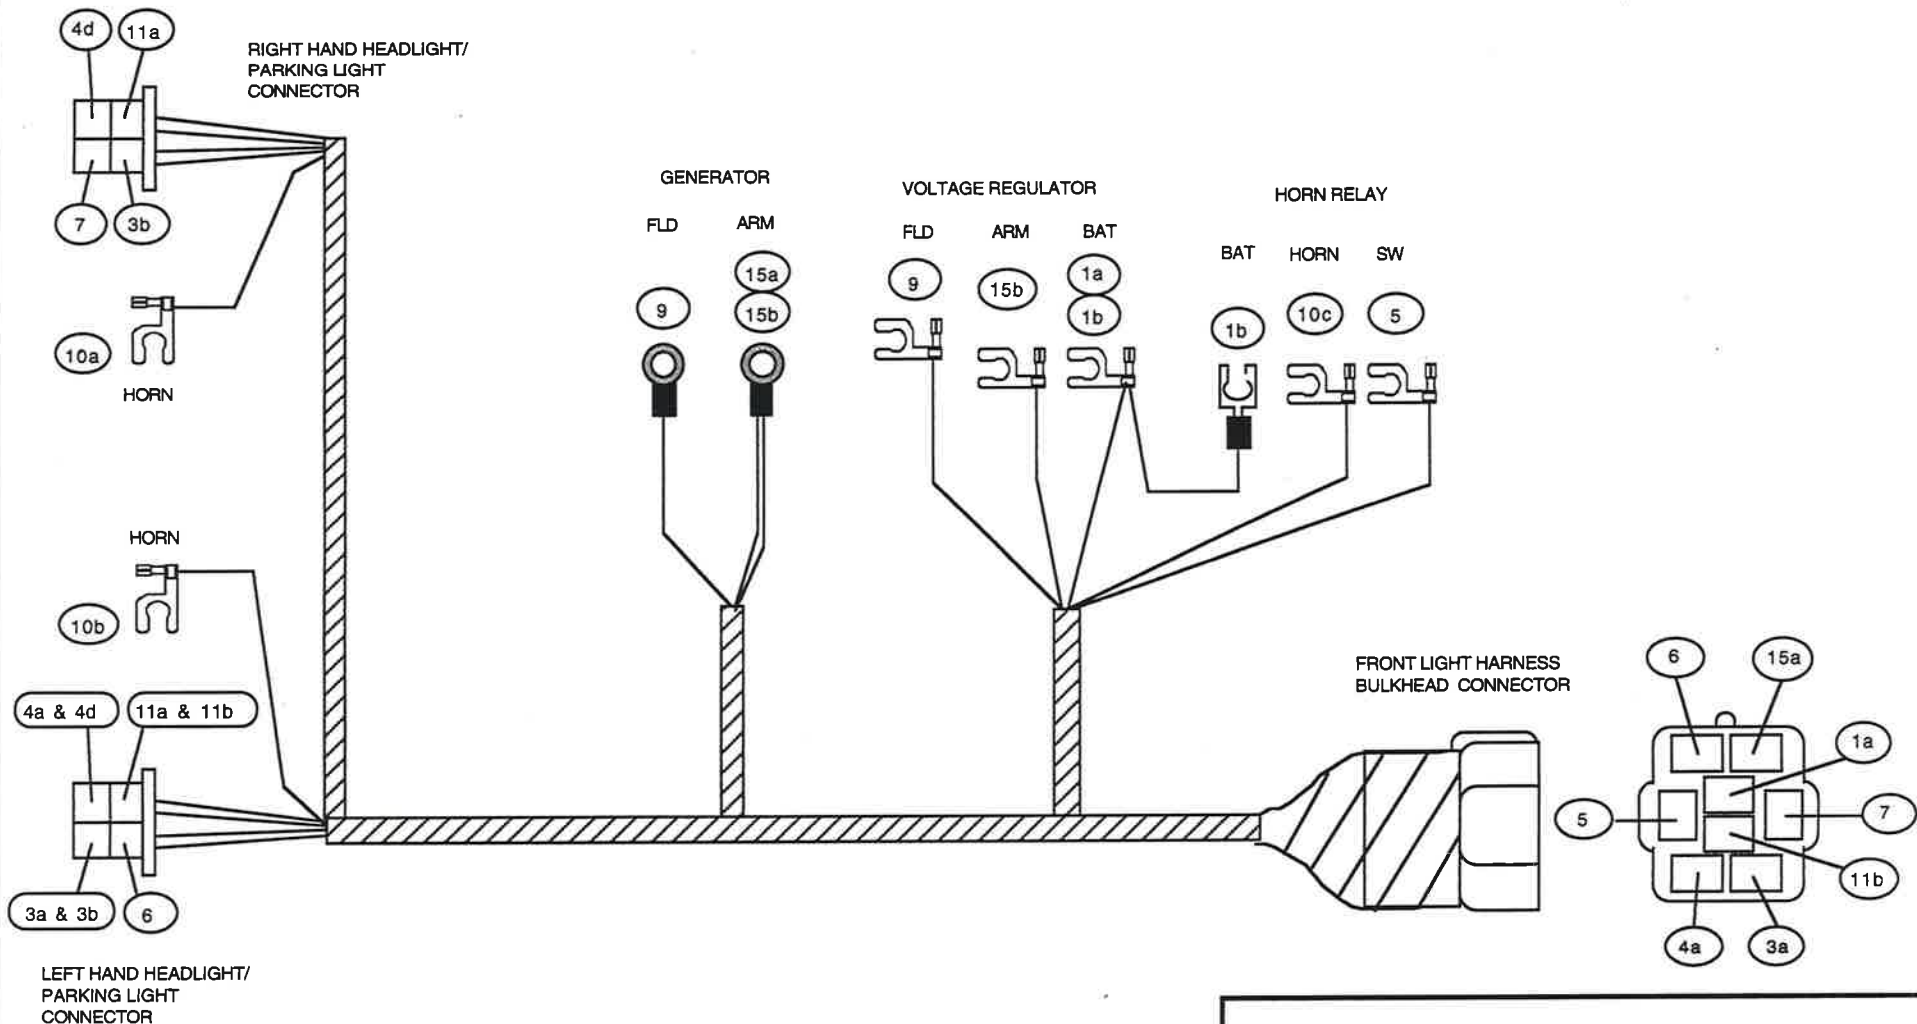 4d
11a
RIGHT HAND HEADLIGHT/
PARKING LIGHT
CONNECTOR
7
3b
10a
HORN
GENERATOR
FLD
ARM
9
15a
15b
VOLTAGE REGULATOR
FLD
ARM
BAT
9
15b
1a
1b
HORN RELAY
BAT
HORN
SW
1b
10c
5
HORN
10b
4a & 4d
11a & 11b
3a & 3b
6
LEFT HAND HEADLIGHT/
PARKING LIGHT
CONNECTOR
FRONT LIGHT HARNESS
BULKHEAD CONNECTOR
6
15a
1a
5
7
11b
4a
3a